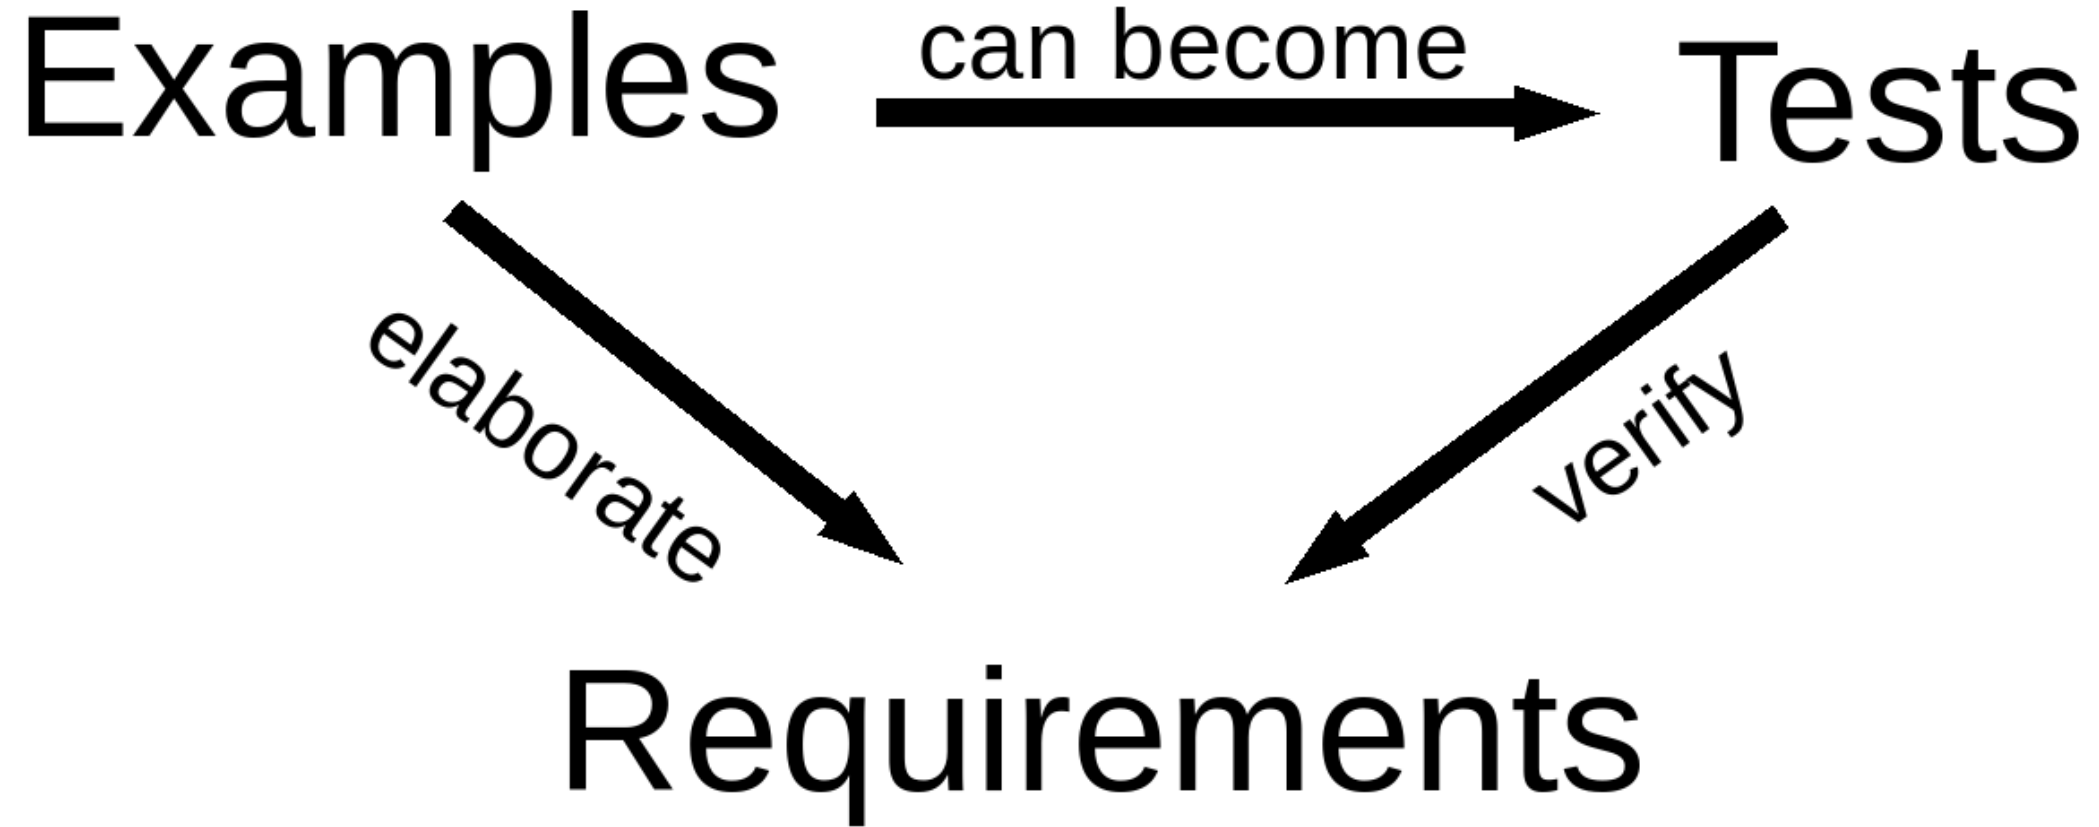 Examples
can become
Tests
elaborate
verify
Requirements